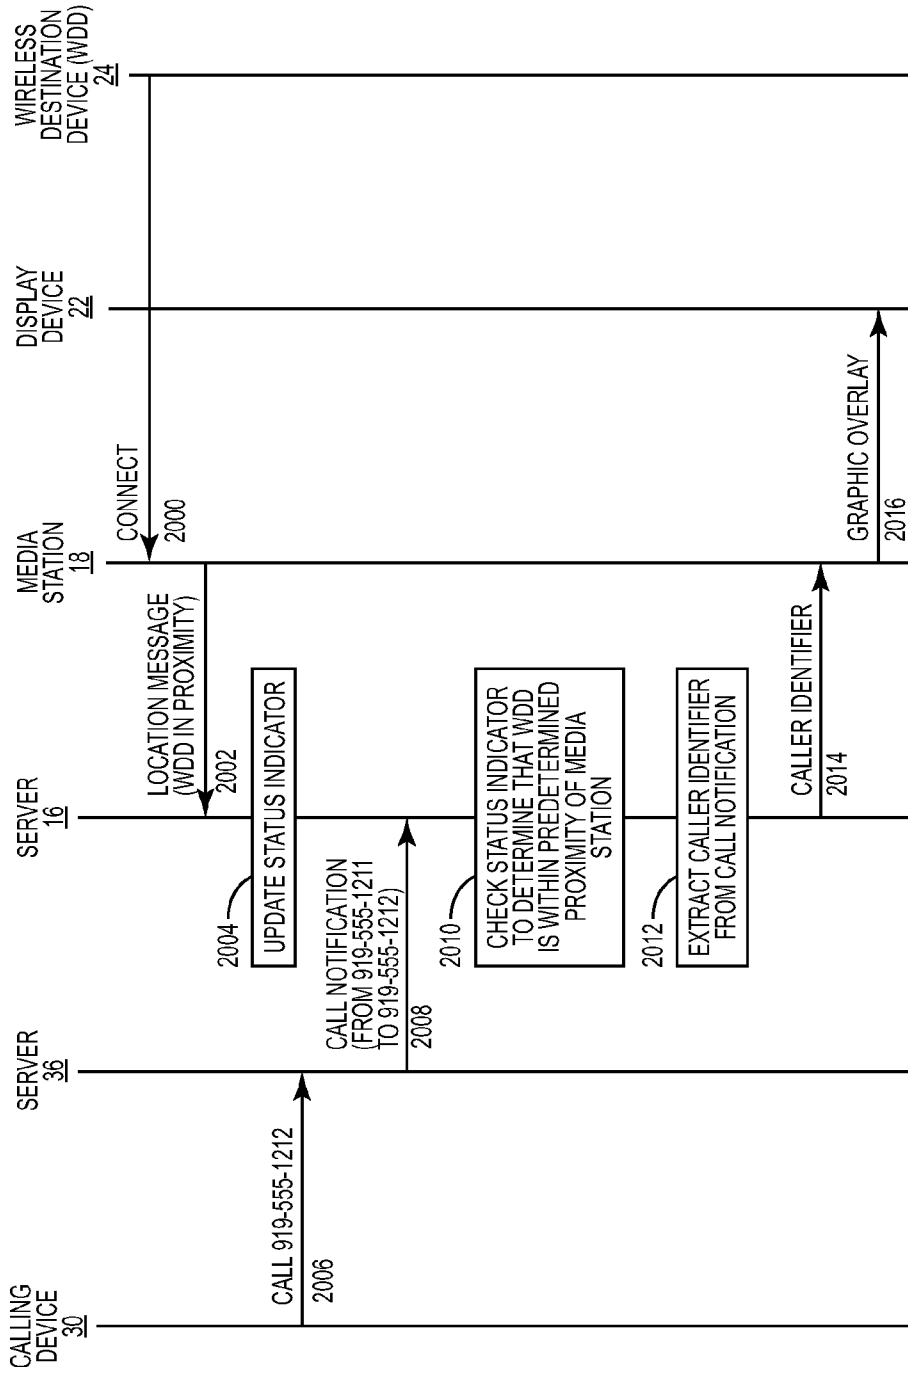 CALLING
DEVICE
30
SERVER
36
SERVER
16
MEDIA
STATION
18
DISPLAY
DEVICE
22
WIRELESS
DESTINATION
DEVICE (WDD)
24
CONNECT
2000
LOCATION MESSAGE
(WDD IN PROXIMITY)
2002
2004
UPDATE STATUS INDICATOR
CALL 919-555-1212
2006
CALL NOTIFICATION
(FROM 919-555-1211
TO 919-555-1212)
2008
2010
CHECK STATUS INDICATOR
TO DETERMINE THAT WDD
IS WITHIN PREDETERMINED
PROXIMITY OF MEDIA
STATION
2012
EXTRACT CALLER IDENTIFIER
FROM CALL NOTIFICATION
CALLER IDENTIFIER
2014
GRAPHIC OVERLAY
2016